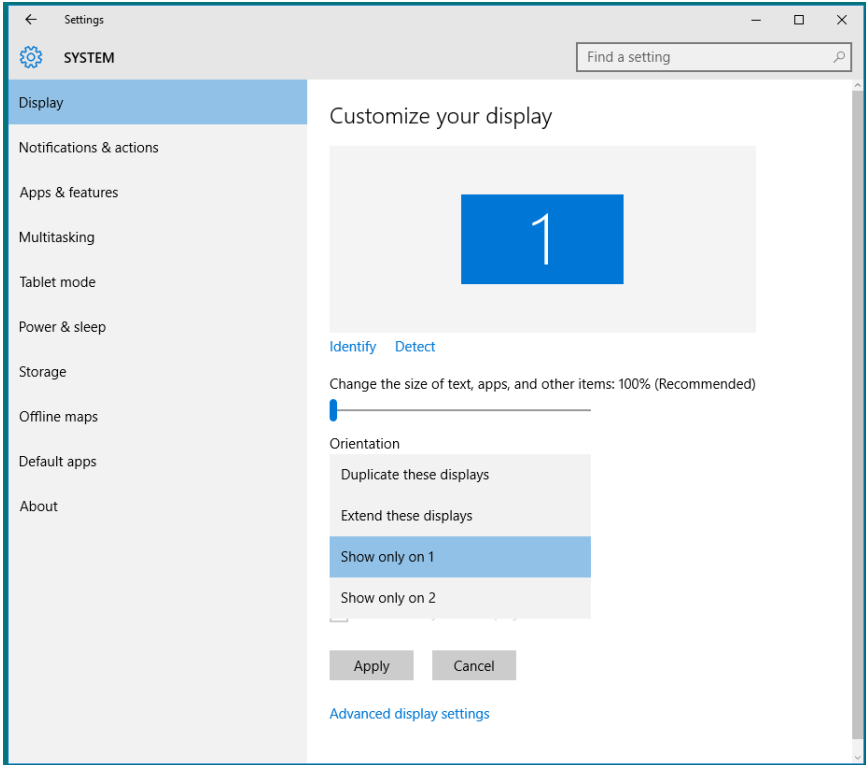 Settings
SYSTEM
Find a setting
Display
Notifications & actions
Apps & features
Multitasking
Tablet mode
Power & sleep
Storage
Offline maps
Default apps
About
Customize your display
1
Identify Detect
Change the size of text, apps, and other items: 100% (Recommended)
Orientation
Duplicate these displays
Extend these displays
Show only on 1
Show only on 2
Apply Cancel
Advanced display settings